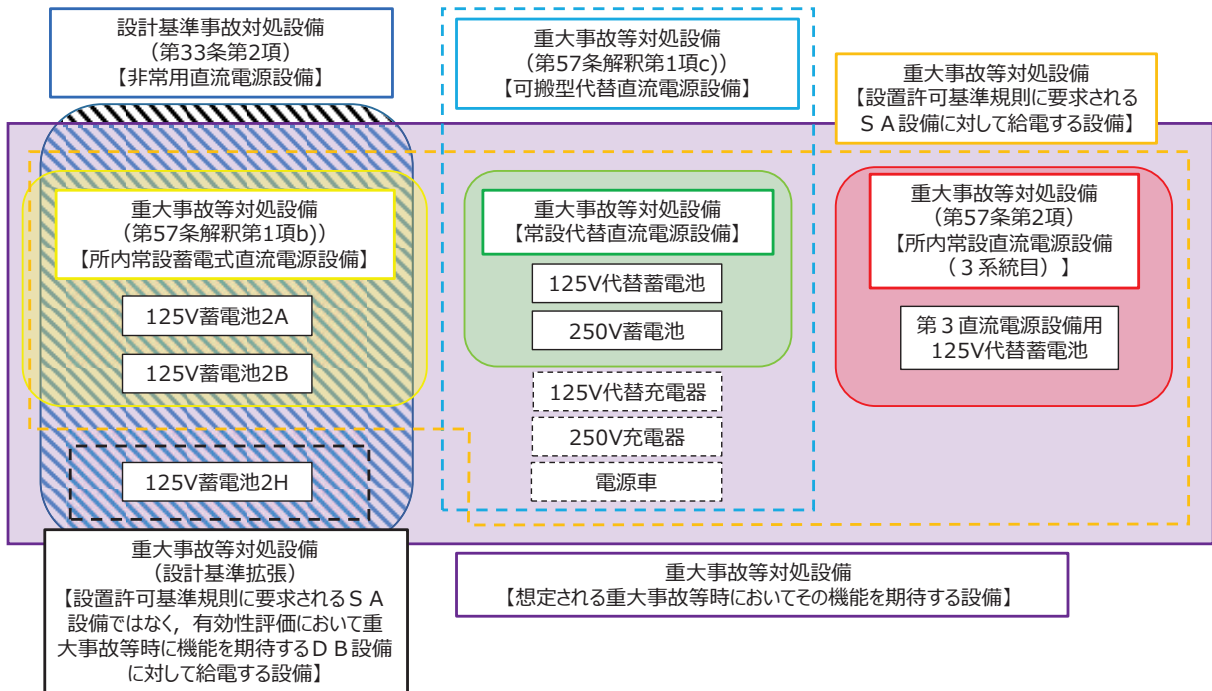 設計基準事故対処設備
（第33条第2項）
【非常用直流電源設備】
重大事故等対処設備
（第57条解釈第1項c)）
【可搬型代替直流電源設備】
重大事故等対処設備
【設置許可基準規則に要求される
ＳＡ設備に対して給電する設備】
重大事故等対処設備
（第57条解釈第1項b)）
【所内常設蓄電式直流電源設備】
125V蓄電池2A
125V蓄電池2B
125V蓄電池2H
重大事故等対処設備
【常設代替直流電源設備】
125V代替蓄電池
250V蓄電池
125V代替充電器
250V充電器
電源車
重大事故等対処設備
（第57条第2項）
【所内常設直流電源設備
（３系統目）】
第３直流電源設備用
125V代替蓄電池
重大事故等対処設備
（設計基準拡張）
【設置許可基準規則に要求されるＳＡ
設備ではなく，有効性評価において重
大事故等時に機能を期待するＤＢ設備
に対して給電する設備】
重大事故等対処設備
【想定される重大事故等時においてその機能を期待する設備】